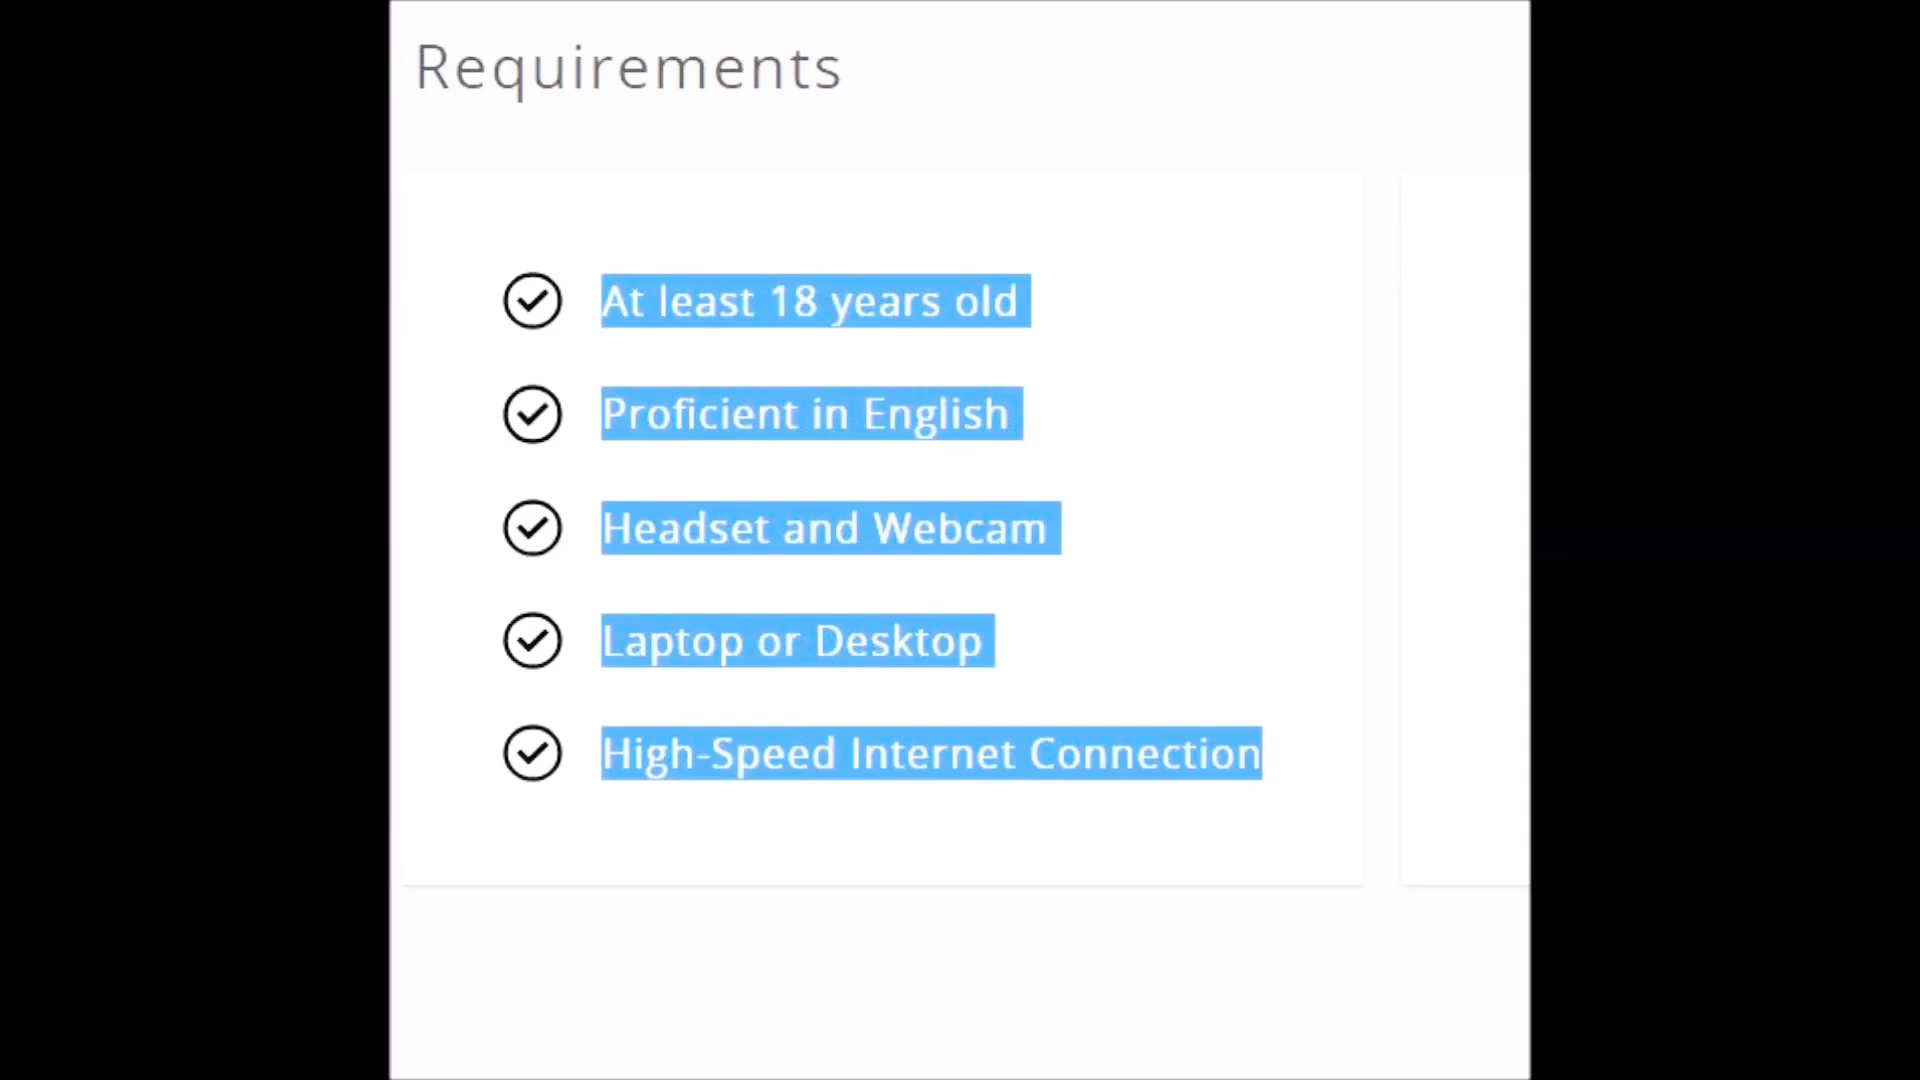 Requirements
At least 18 years old
Proficient in English
Headset and Webcam
Laptop or Desktop
High-Speed Internet Connection